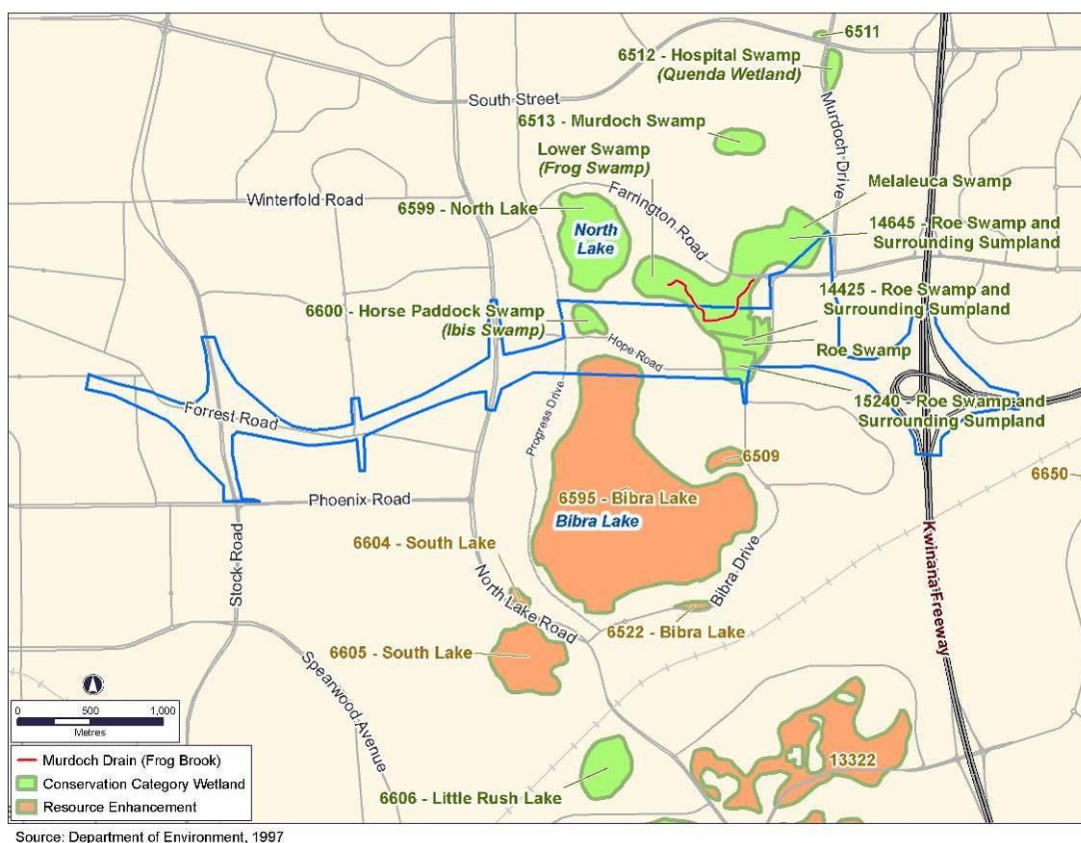 6511
6512 - Hospital Swamp
(Quenda Wetland)
South Street
Murdoch Drive
6513 - Murdoch Swamp
Lower Swamp
(Frog Swamp)
Melaleuca Swamp
Winterfold Road
6599 - North Lake
Farrington Road
14645 - Roe Swamp and
Surrounding Sumpland
North
Lake
14425 - Roe Swamp and
Surrounding Sumpland
6600 - Horse Paddock Swamp
(Ibis Swamp)
Hope Road
Roe Swamp
15240 - Roe Swamp and
Surrounding Sumpland
Forrest Road
Progress Drive
6509
6650
Phoenix Road
6595 - Bibra Lake
Bibra Lake
6604 - South Lake
Stock Road
North Lake Road
Bibra Drive
Kwinana Freeway
6522 - Bibra Lake
6605 - South Lake
Spearwood Avenue
0 500 1,000
Metres
13322
Murdoch Drain (Frog Brook)
Conservation Category Wetland
Resource Enhancement
6606 - Little Rush Lake
Source: Department of Environment, 1997